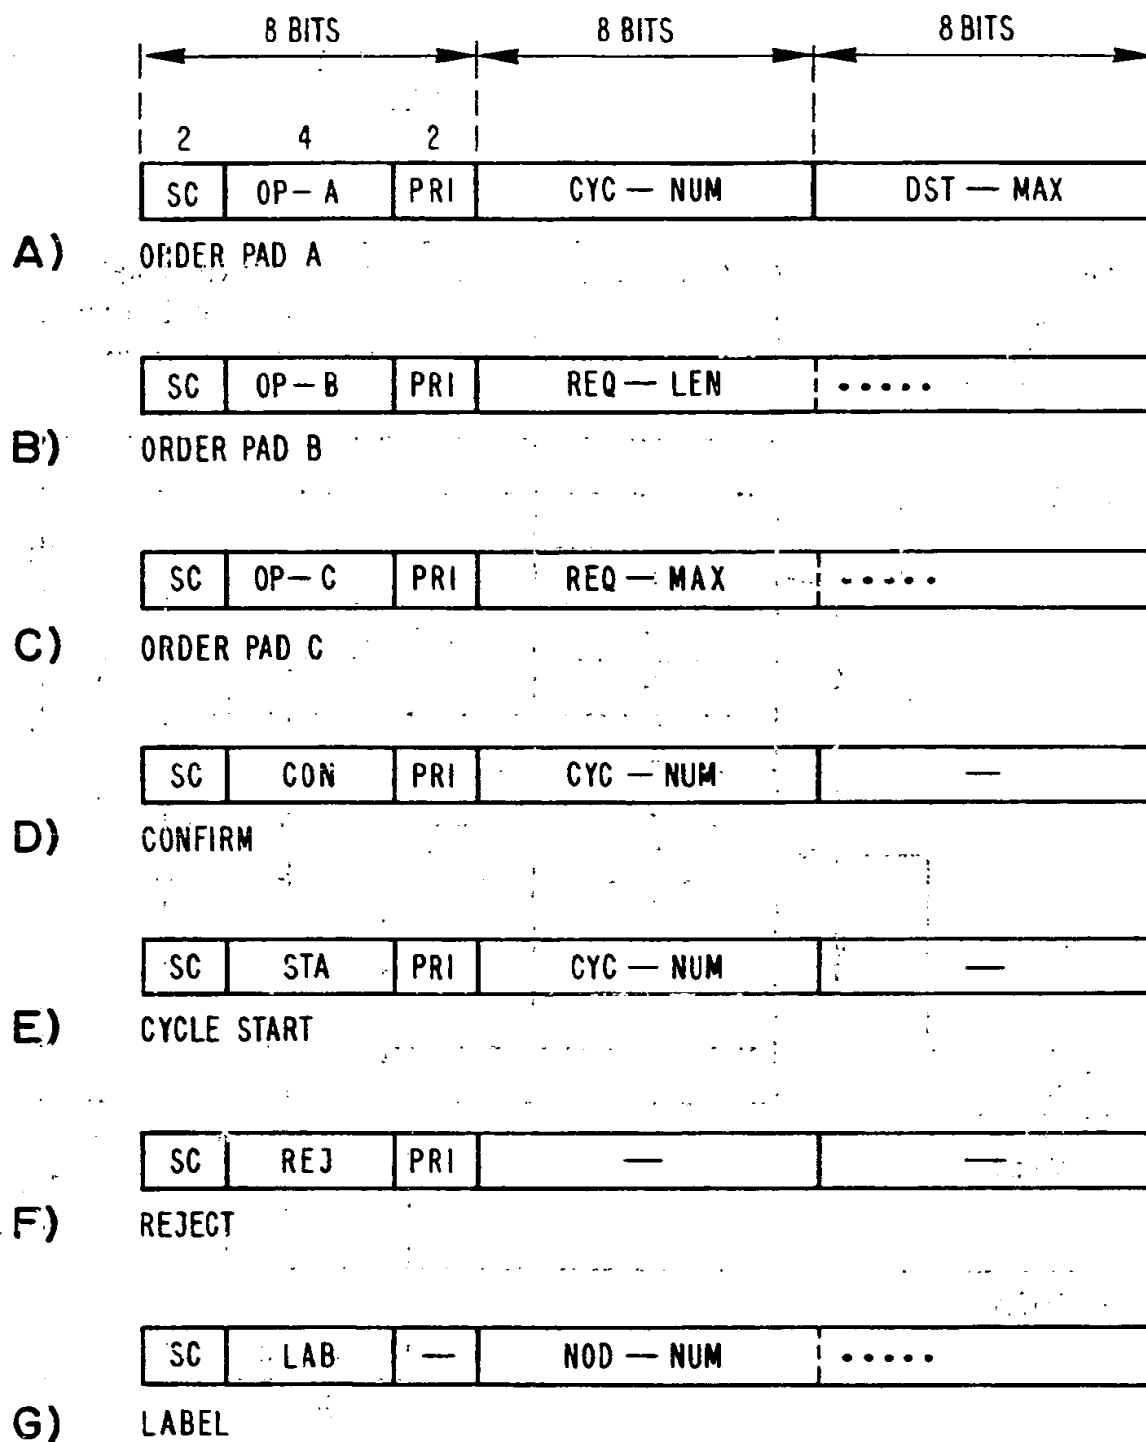 8 BITS 8 BITS 8 BITS
2 4 2
SC OP-A PRI CYC — NUM DST — MAX
A) ORDER PAD A
SC OP-B PRI REQ — LEN •••••
B) ORDER PAD B
SC OP-C PRI REQ — MAX •••••
C) ORDER PAD C
SC CON PRI CYC — NUM —
D) CONFIRM
SC STA PRI CYC — NUM —
E) CYCLE START
SC REJ PRI — —
F) REJECT
SC LAB — NOD — NUM •••••
G) LABEL